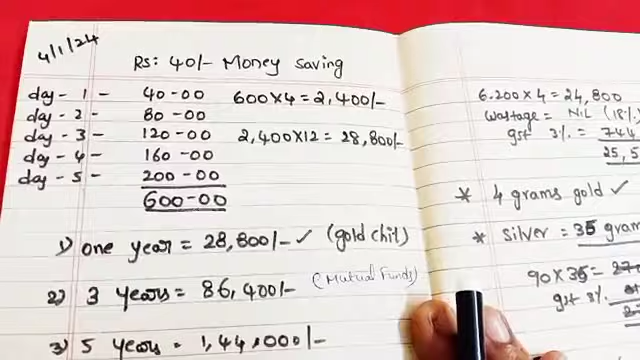 4/1/24
Rs: 40/- Money Saving
day - 1 - 40-00 600x4=2,400/-
day - 2 - 80-00
day - 3 - 120-00 2,400x12 = 28,800/-
day - 4 - 160-00
day - 5 - 200-00
600-00
1) one year = 28,800/- ✓ (gold chit)
2) 3 years = 86,400/- (Mutual Funds)
3) 5 years = 1,44,000/-
6.200 x 4 = 24,800
Wastage = NIL (18%)
gst 3% = 744
25,5
* 4 grams gold ✓
* Silver = 35 gram
90 x 35 =
gst 3%